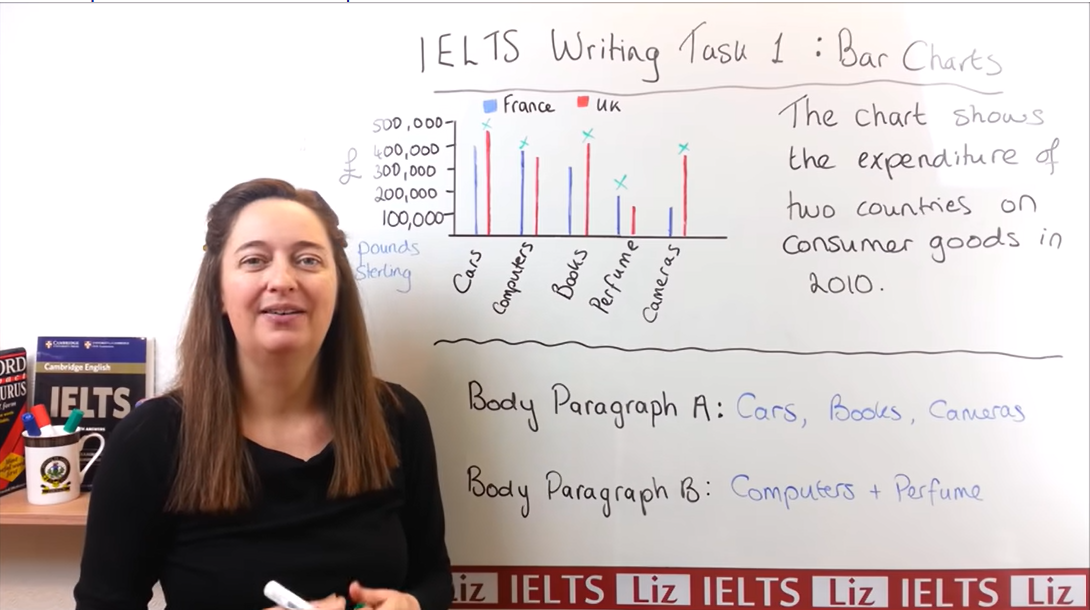 IELTS Writing Task 1 : Bar Charts
France UK
500,000
400,000
£ 300,000
200,000
100,000
pounds
Sterling
Cars
Computers
Books
Perfume
Cameras
The chart shows
the expenditure of
two countries on
consumer goods in
2010.
Body Paragraph A: Cars, Books, Cameras
Body Paragraph B: Computers + Perfume
CAMBRIDGE
Cambridge English
IELTS
ORD
URUS
Liz IELTS Liz IELTS Liz IELTS Liz